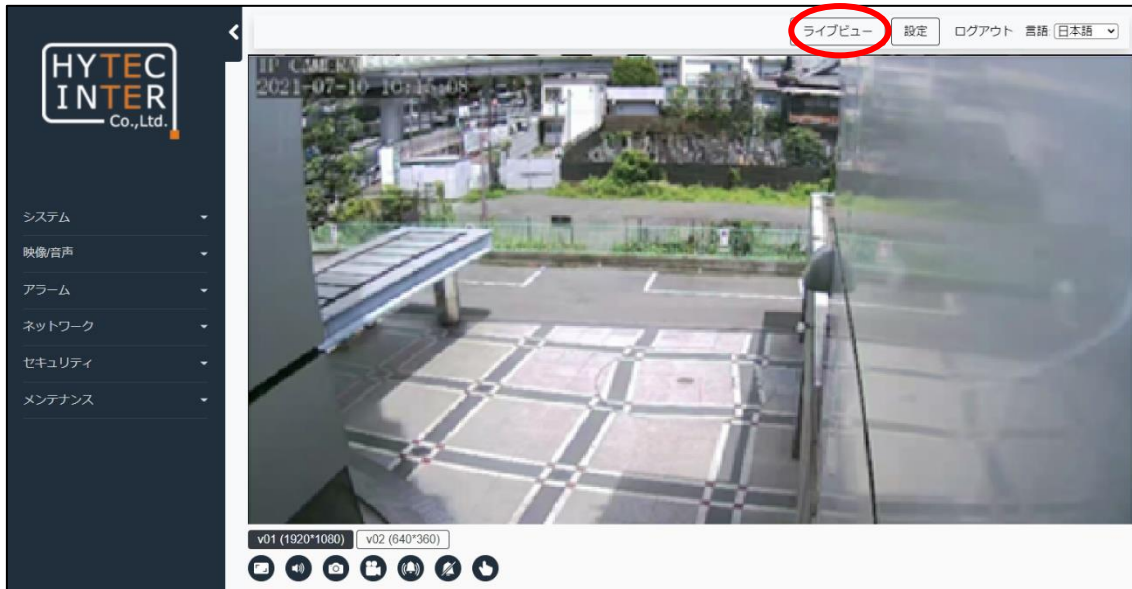 HYTEC
INTER
Co.,Ltd.
ライブビュー 設定 ログアウト 言語 日本語
IP CAMERA
2021-07-10
システム
映像/音声
アラーム
ネットワーク
セキュリティ
メンテナンス
v01 (1920*1080) v02 (640*360)